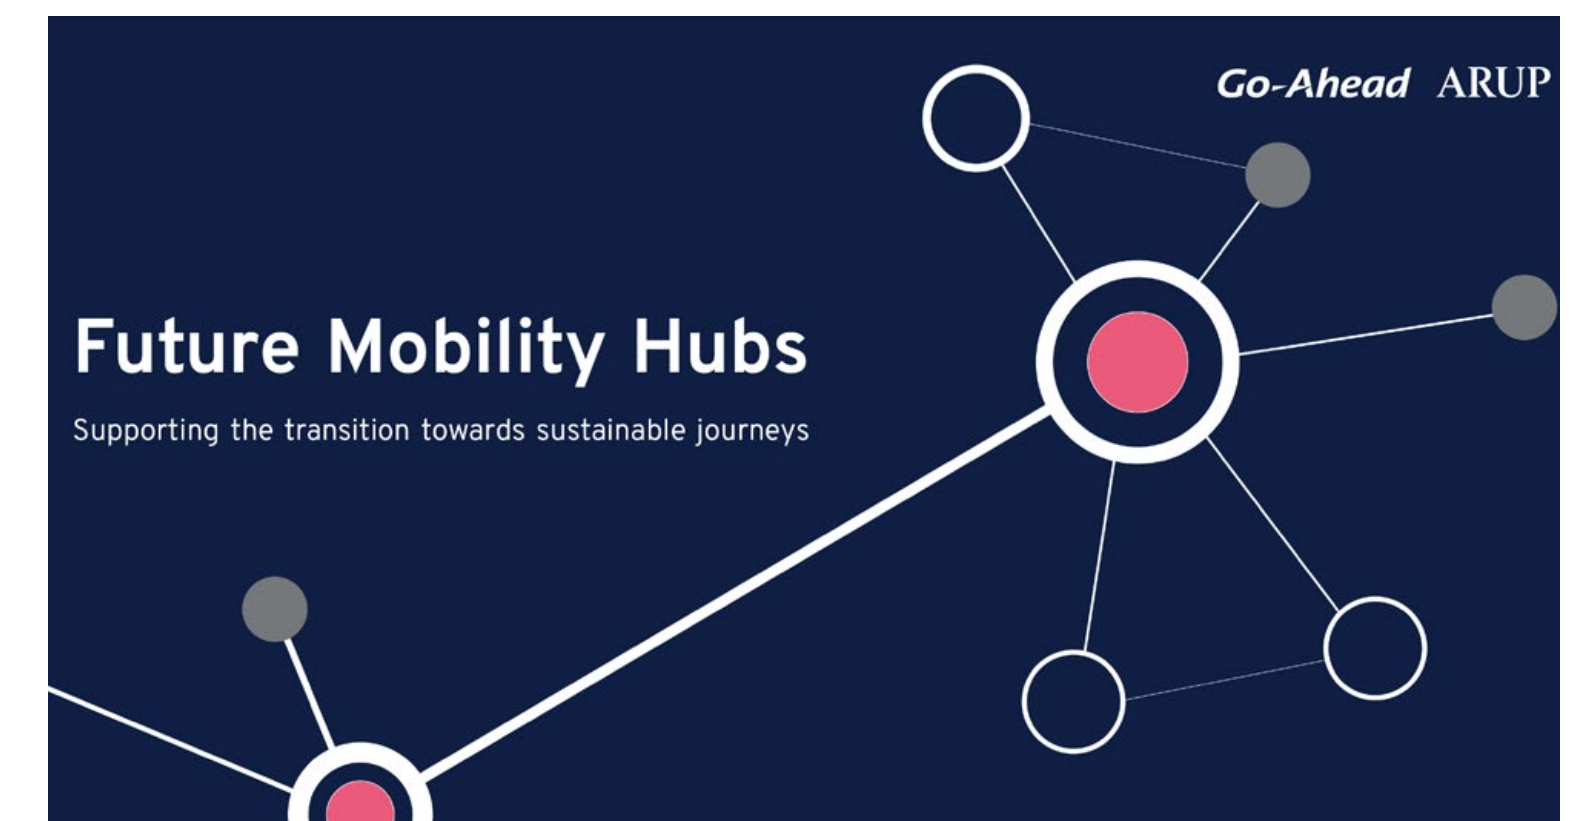 Go-Ahead ARUP
Future Mobility Hubs
Supporting the transition towards sustainable journeys